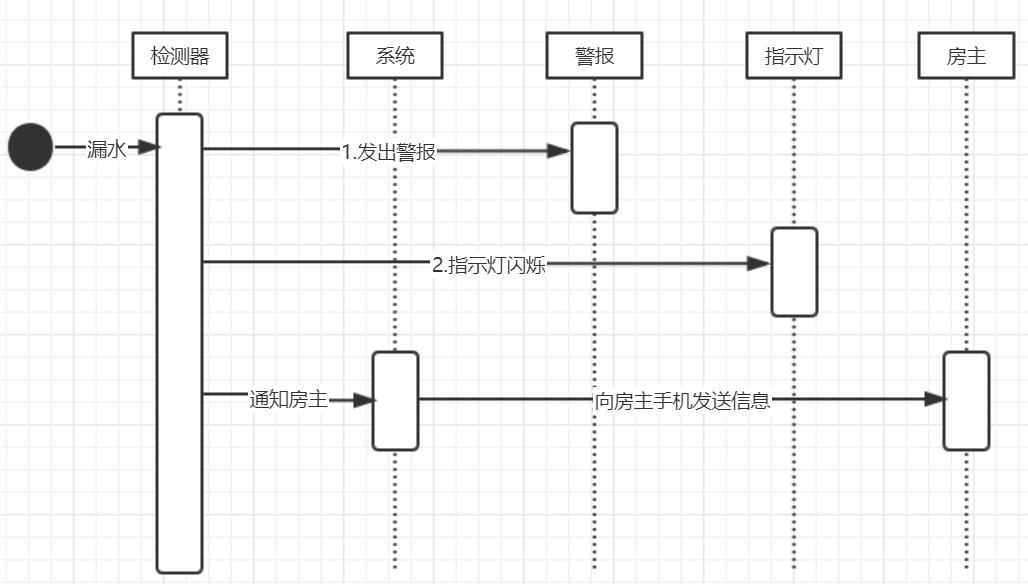 检测器
系统
警报
指示灯
房主
漏水
1.发出警报
2.指示灯闪烁
通知房主
向房主手机发送信息